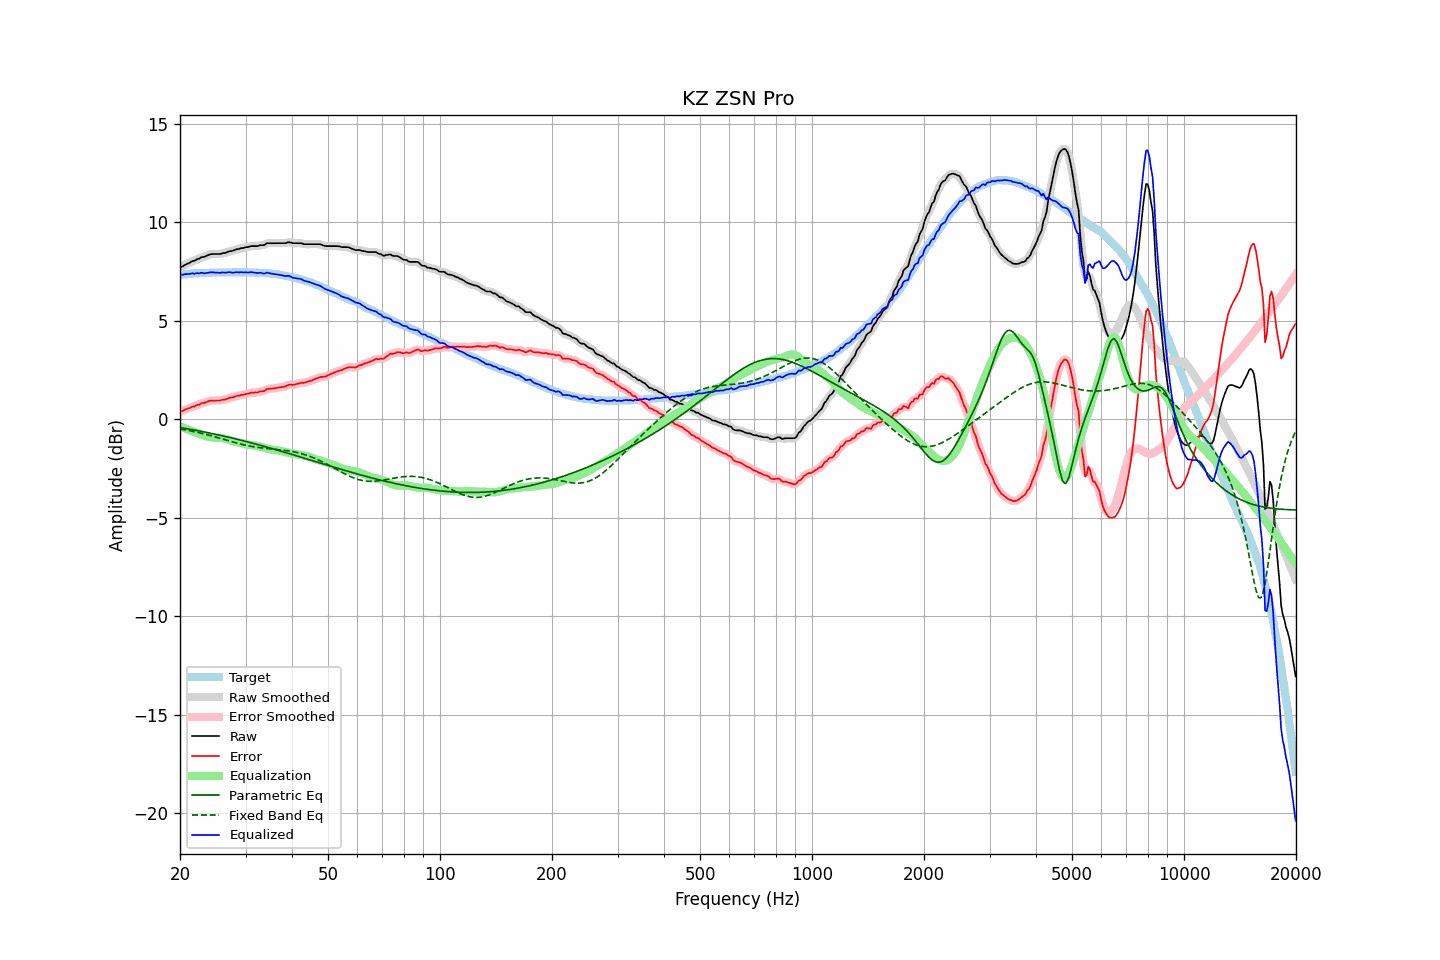 KZ ZSN Pro
15
10
5
0
−5
−10
−15
−20
Amplitude (dBr)
Target
Raw Smoothed
Error Smoothed
Raw
Error
Equalization
Parametric Eq
Fixed Band Eq
Equalized
20 50 100 200 500 1000 2000 5000 10000 20000
Frequency (Hz)